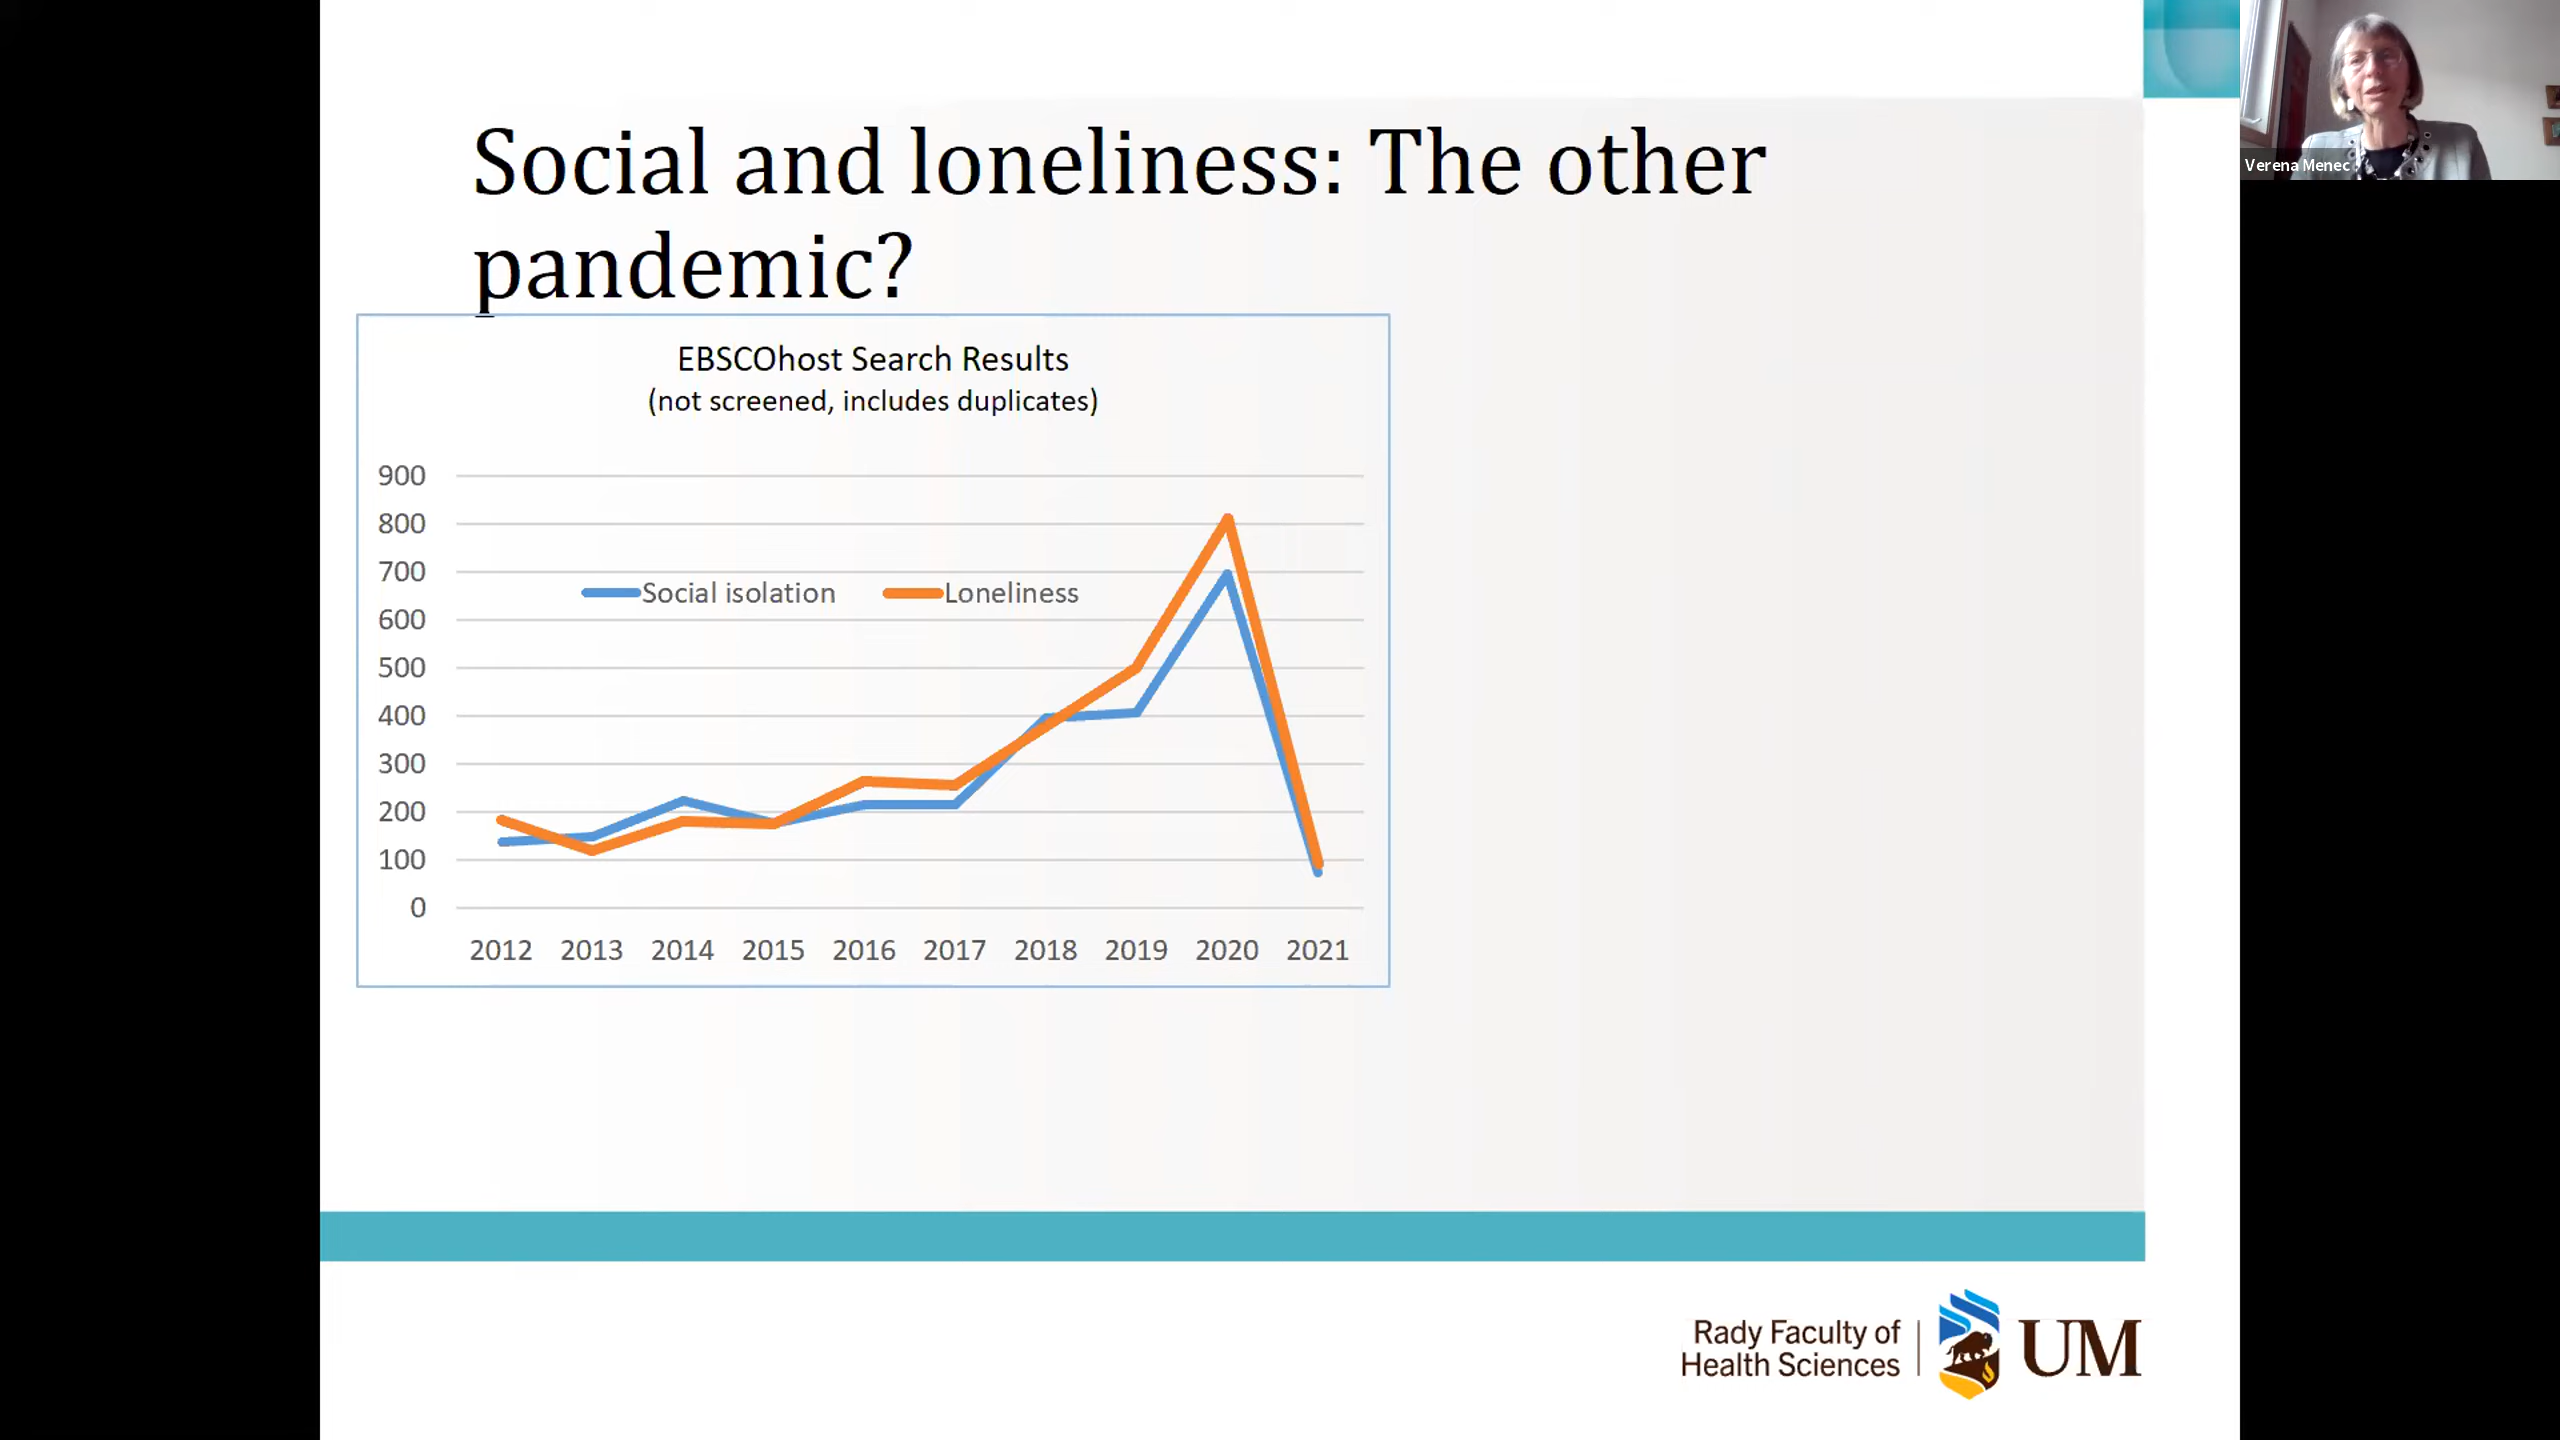 Social and loneliness: The other
pandemic?
Verena Menec
EBSCOhost Search Results
(not screened, includes duplicates)
900
800
700
600
500
400
300
200
100
0
Social isolation
Loneliness
2012 2013 2014 2015 2016 2017 2018 2019 2020 2021
Rady Faculty of
Health Sciences
UM